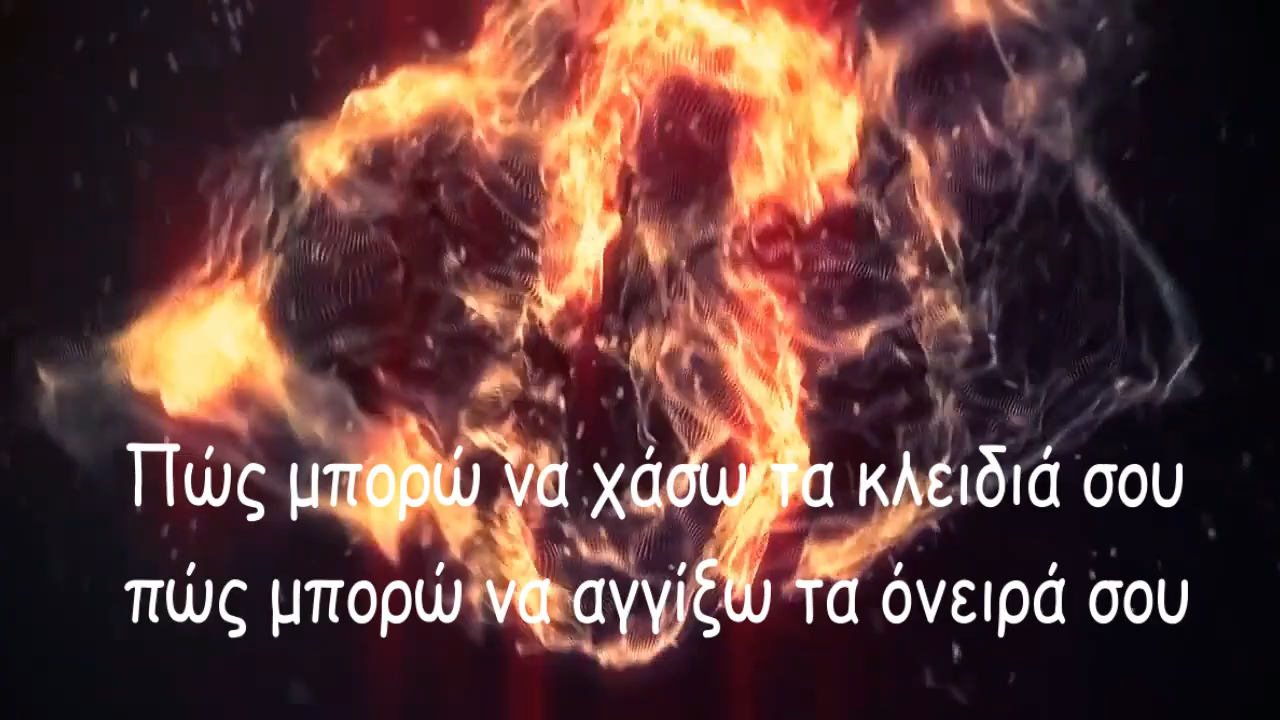 Πώς μπορώ να χάσω τα κλειδιά σου
πώς μπορώ να αγγίξω τα όνειρά σου